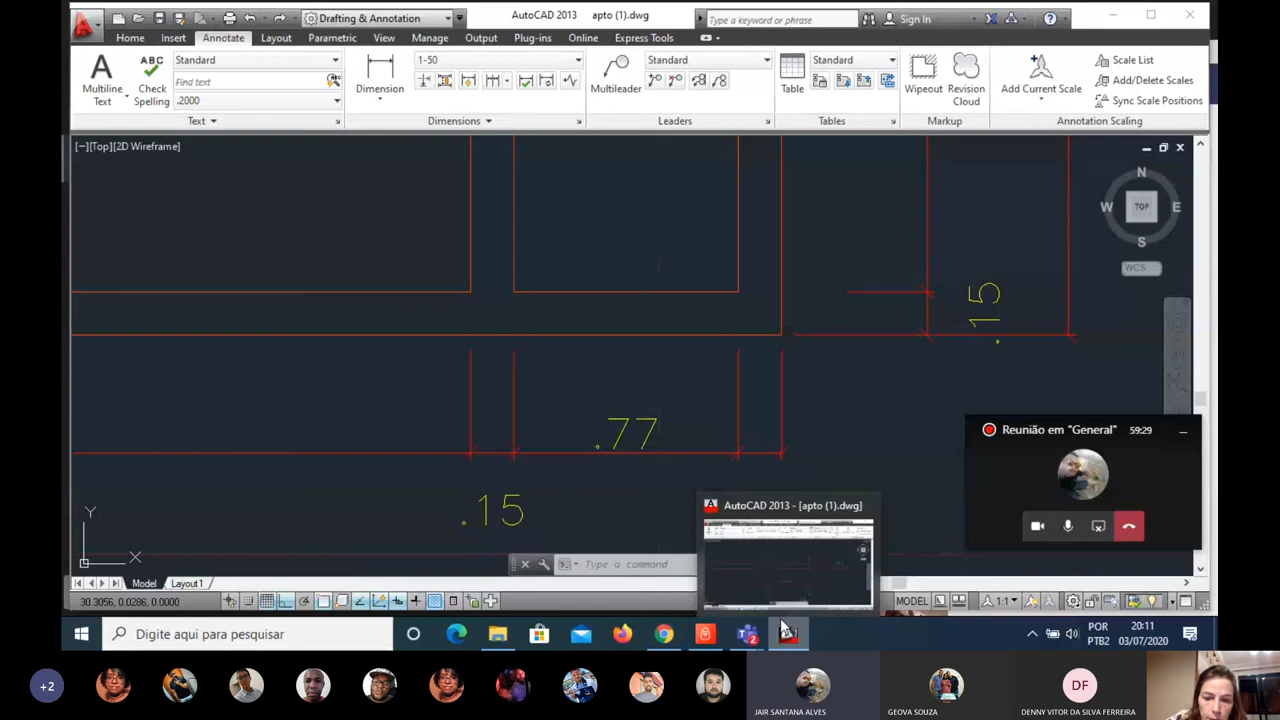 Drafting & Annotation
AutoCAD 2013 apto (1).dwg
Type a keyword or phrase
Sign In
Home Insert Annotate Layout Parametric View Manage Output Plug-ins Online Express Tools
Multiline Text
ABC
Check Spelling
Standard
Find text
.2000
Text
Dimension
1-50
Dimensions
Multileader
Standard
Leaders
Table
Standard
Tables
Wipeout
Revision Cloud
Markup
Add Current Scale
Scale List
Add/Delete Scales
Sync Scale Positions
Annotation Scaling
[−][Top][2D Wireframe]
N
W TOP E
S
WCS
.15
.77
.15
Reunião em "General" 59:29
AutoCAD 2013 - [apto (1).dwg]
Y
X
Type a command
Model Layout1
30.3056, 0.0286, 0.0000
MODEL
1:1
Digite aqui para pesquisar
2
POR
PTB2
20:11
03/07/2020
+2
JAIR SANTANA ALVES
GEOVA SOUZA
DF
DENNY VITOR DA SILVA FERREIRA